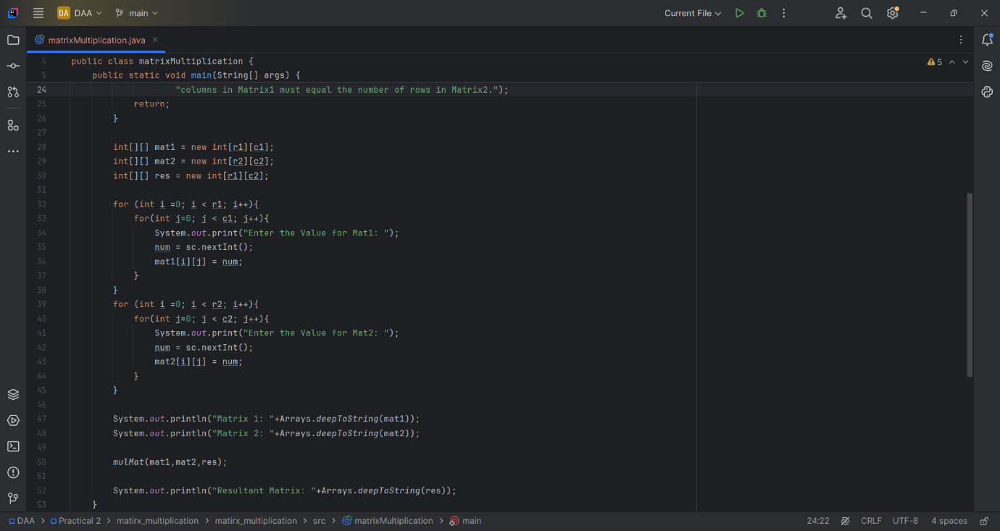 DA DAA main Current File
matrixMultiplication.java
4 public class matrixMultiplication { 5
5 public static void main(String[] args) {
24 "columns in Matrix1 must equal the number of rows in Matrix2.");
25 return;
26 }
27
28 int[][] mat1 = new int[r1][c1];
29 int[][] mat2 = new int[r2][c2];
30 int[][] res = new int[r1][c2];
31
32 for (int i =0; i < r1; i++){
33 for(int j=0; j < c1; j++){
34 System.out.print("Enter the Value for Mat1: ");
35 num = sc.nextInt();
36 mat1[i][j] = num;
37 }
38 }
39 for (int i =0; i < r2; i++){
40 for(int j=0; j < c2; j++){
41 System.out.print("Enter the Value for Mat2: ");
42 num = sc.nextInt();
43 mat2[i][j] = num;
44 }
45 }
46
47 System.out.println("Matrix 1: "+Arrays.deepToString(mat1));
48 System.out.println("Matrix 2: "+Arrays.deepToString(mat2));
49
50 mulMat(mat1,mat2,res);
51
52 System.out.println("Resultant Matrix: "+Arrays.deepToString(res));
53 }
DAA > Practical 2 > matirx_multiplication > matirx_multiplication > src > matrixMultiplication > main 24:22 CRLF UTF-8 4 spaces